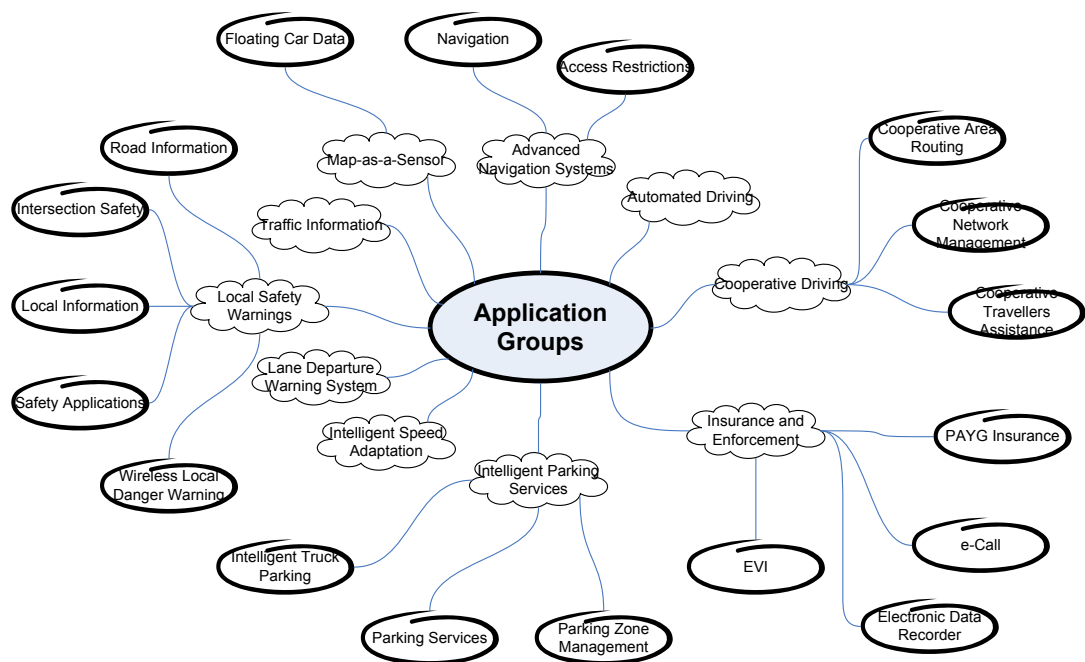 Floating Car Data
Navigation
Access Restrictions
Cooperative Area
Routing
Road Information
Map-as-a-Sensor
Advanced
Navigation Systems
Automated Driving
Intersection Safety
Traffic Information
Cooperative
Network
Management
Local Information
Local Safety
Warnings
Application
Groups
Cooperative Driving
Cooperative
Travellers
Assistance
Safety Applications
Lane Departure
Warning System
Intelligent Speed
Adaptation
Insurance and
Enforcement
PAYG Insurance
Wireless Local
Danger Warning
Intelligent Parking
Services
Intelligent Truck
Parking
EVI
e-Call
Parking Services
Parking Zone
Management
Electronic Data
Recorder